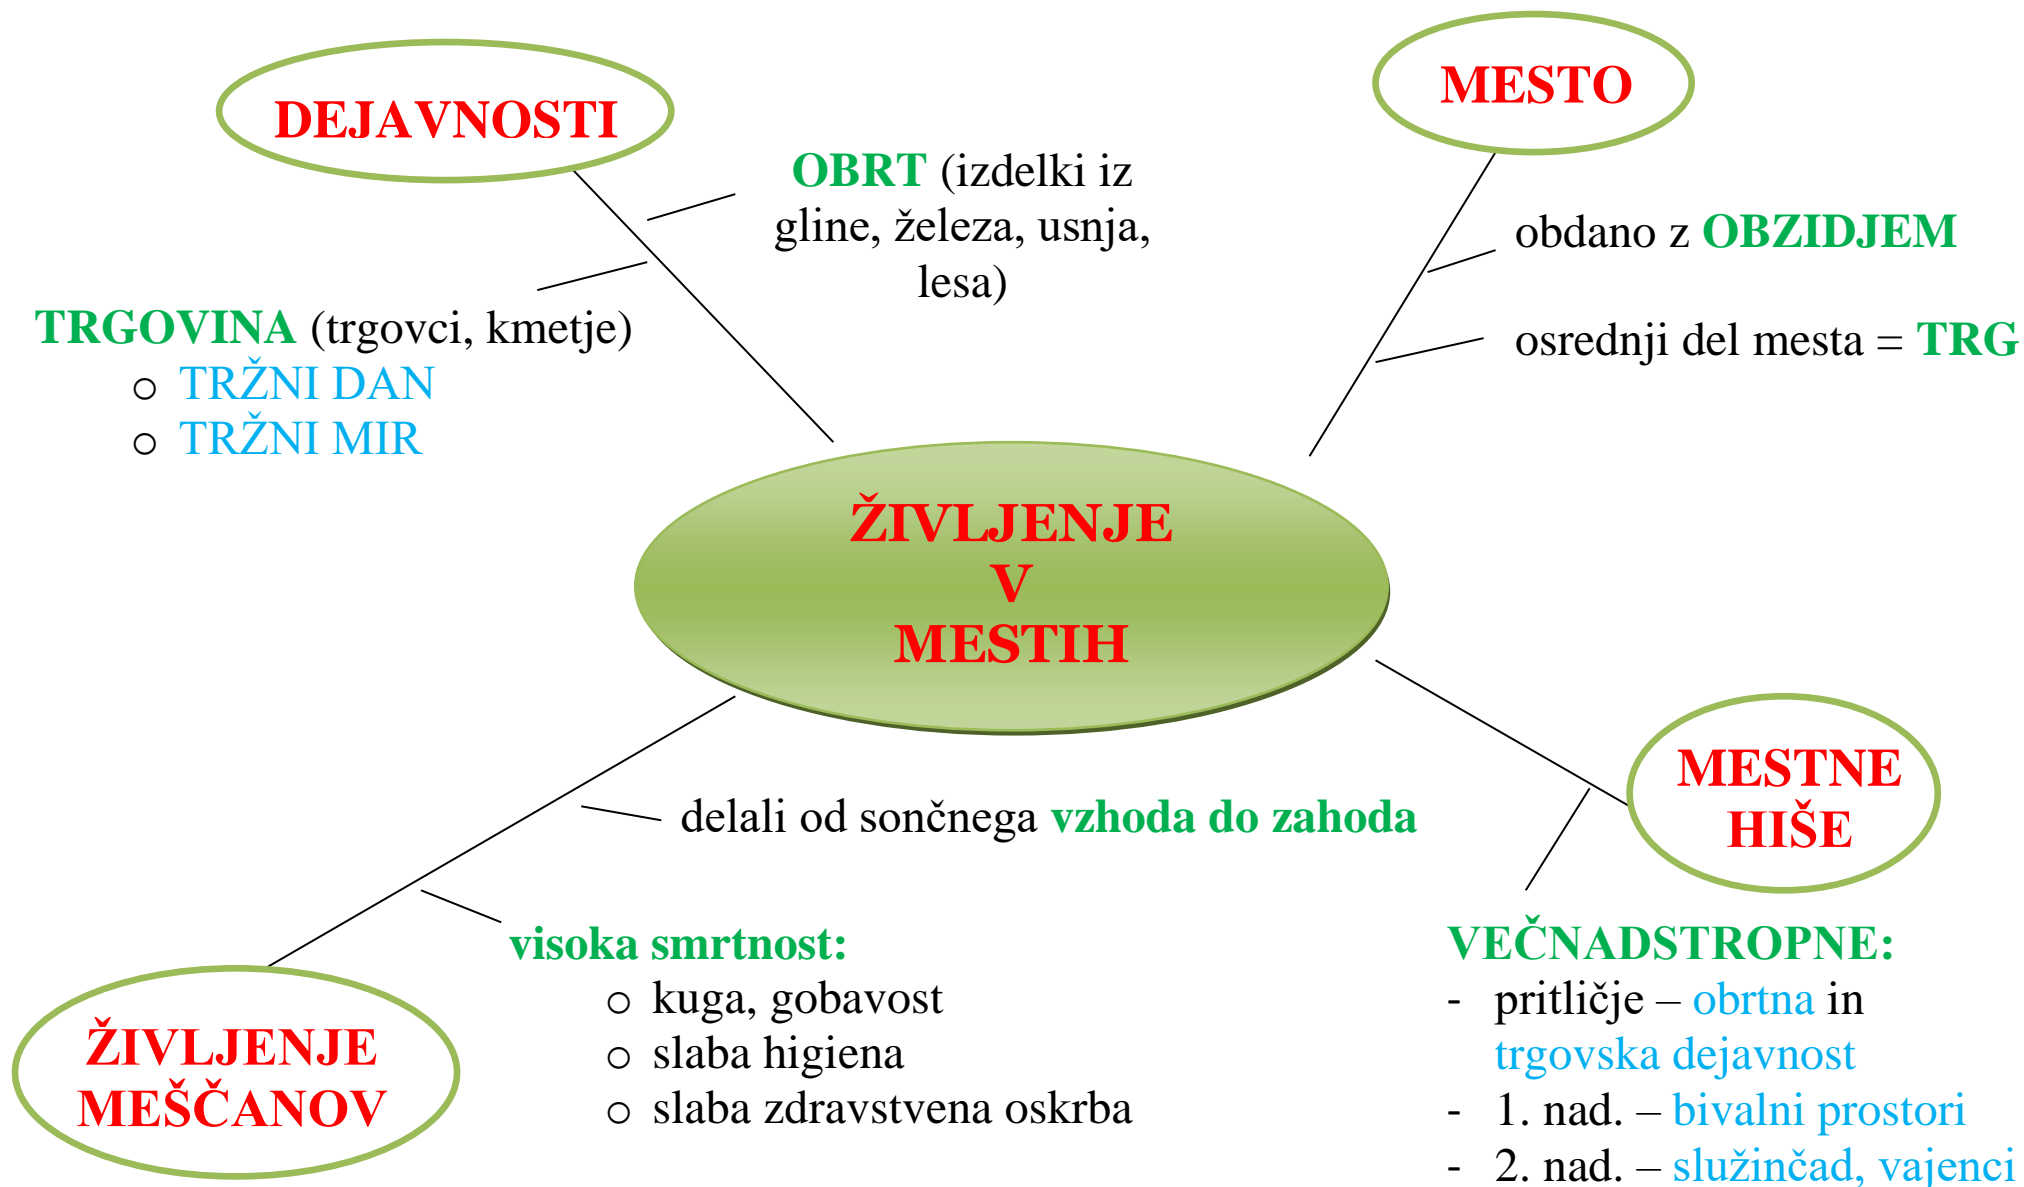 DEJAVNOSTI
OBRT (izdelki iz
gline, železa, usnja,
lesa)
TRGOVINA (trgovci, kmetje)
o TRŽNI DAN
o TRŽNI MIR
MESTO
obdano z OBZIDJEM
osrednji del mesta = TRG
ŽIVLJENJE
V
MESTIH
delali od sončnega vzhoda do zahoda
visoka smrtnost:
o kuga, gobavost
o slaba higiena
o slaba zdravstvena oskrba
ŽIVLJENJE
MEŠČANOV
MESTNE
HIŠE
VEČNADSTROPNE:
- pritličje – obrtna in
trgovska dejavnost
- 1. nad. – bivalni prostori
- 2. nad. – služinčad, vajenci